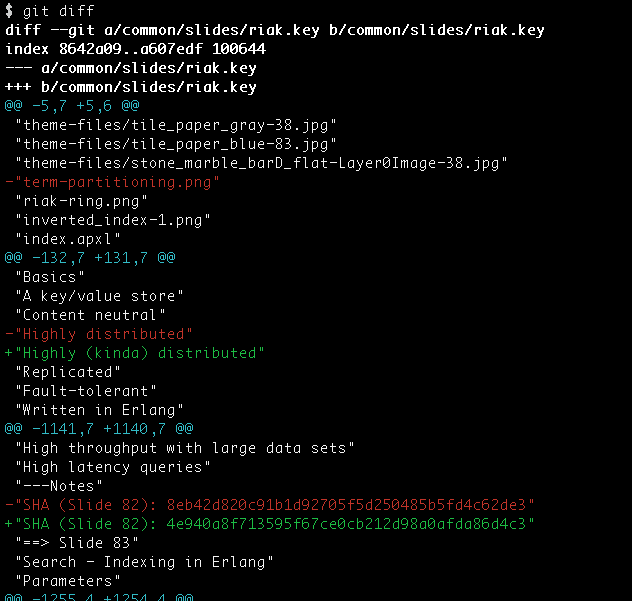 $ git diff
diff --git a/common/slides/riak.key b/common/slides/riak.key
index 8642a09..a607edf 100644
--- a/common/slides/riak.key
+++ b/common/slides/riak.key
@@ -5,7 +5,6 @@
"theme-files/tile_paper_gray-38.jpg"
"theme-files/tile_paper_blue-83.jpg"
"theme-files/stone_marble_barD_flat-Layer0Image-38.jpg"
-"term-partitioning.png"
"riak-ring.png"
"inverted_index-1.png"
"index.apxl"
@@ -132,7 +131,7 @@
"Basics"
"A key/value store"
"Content neutral"
-"Highly distributed"
+"Highly (kinda) distributed"
"Replicated"
"Fault-tolerant"
"Written in Erlang"
@@ -1141,7 +1140,7 @@
"High throughput with large data sets"
"High latency queries"
"---Notes"
-"SHA (Slide 82): 8eb42d820c91b1d92705f5d250485b5fd4c62de3"
+"SHA (Slide 82): 4e940a8f713595f67ce0cb212d98a0afda86d4c3"
"==> Slide 83"
"Search - Indexing in Erlang"
"Parameters"
@@ -1255,4 +1254,4 @@